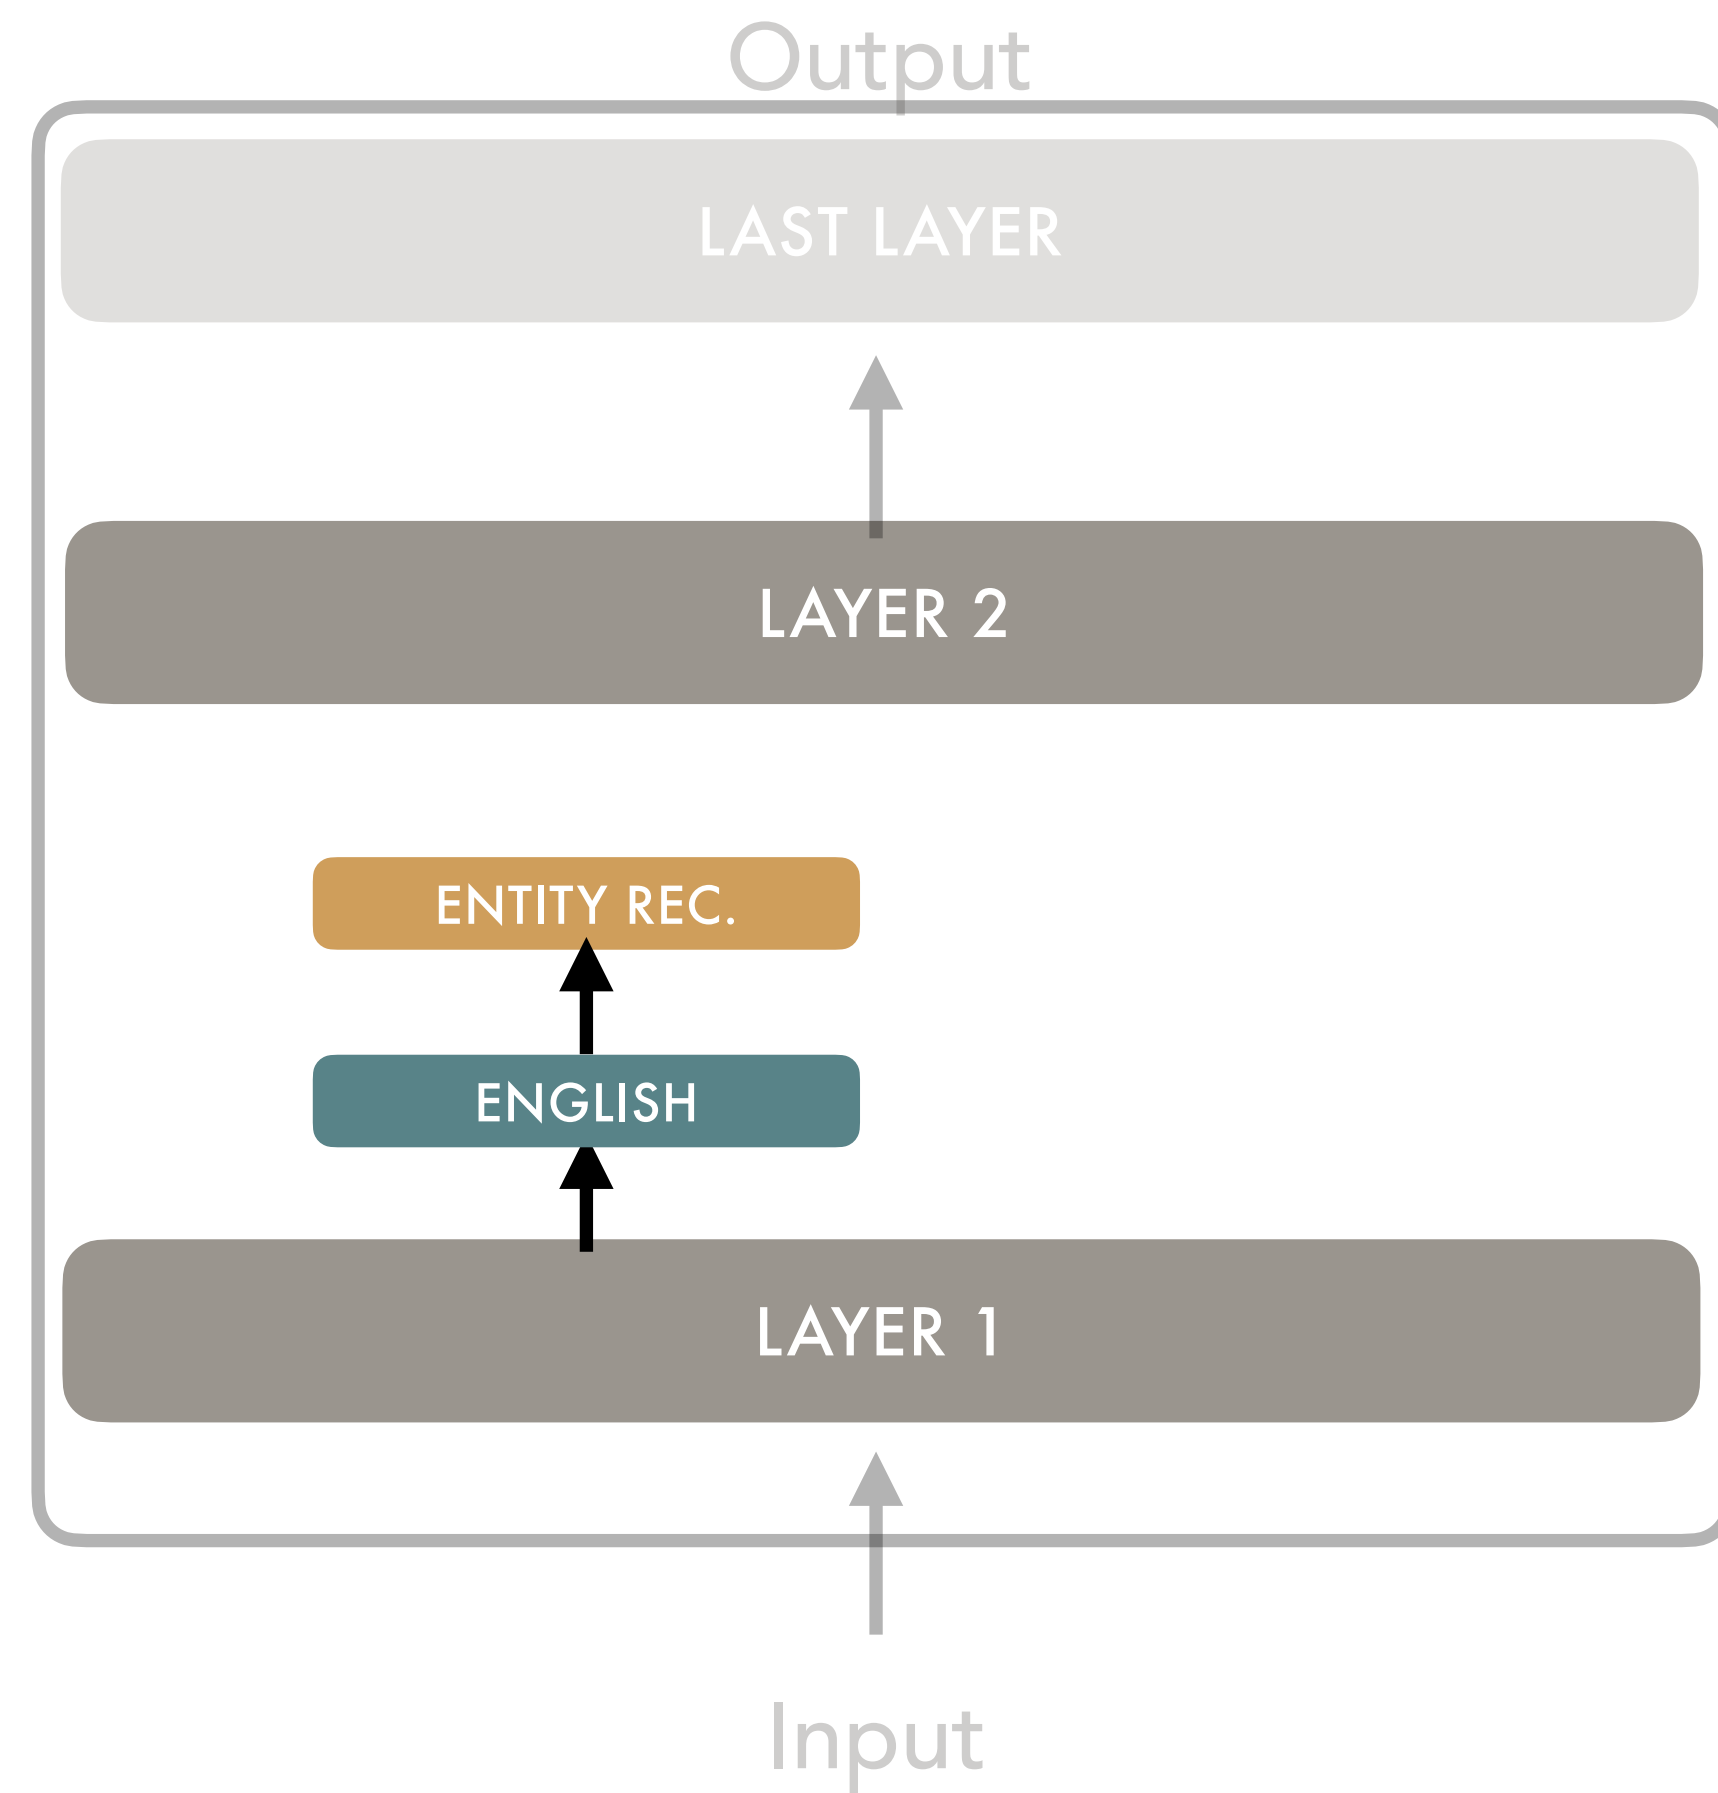 Output
LAST LAYER
LAYER 2
ENTITY REC.
ENGLISH
LAYER 1
Input